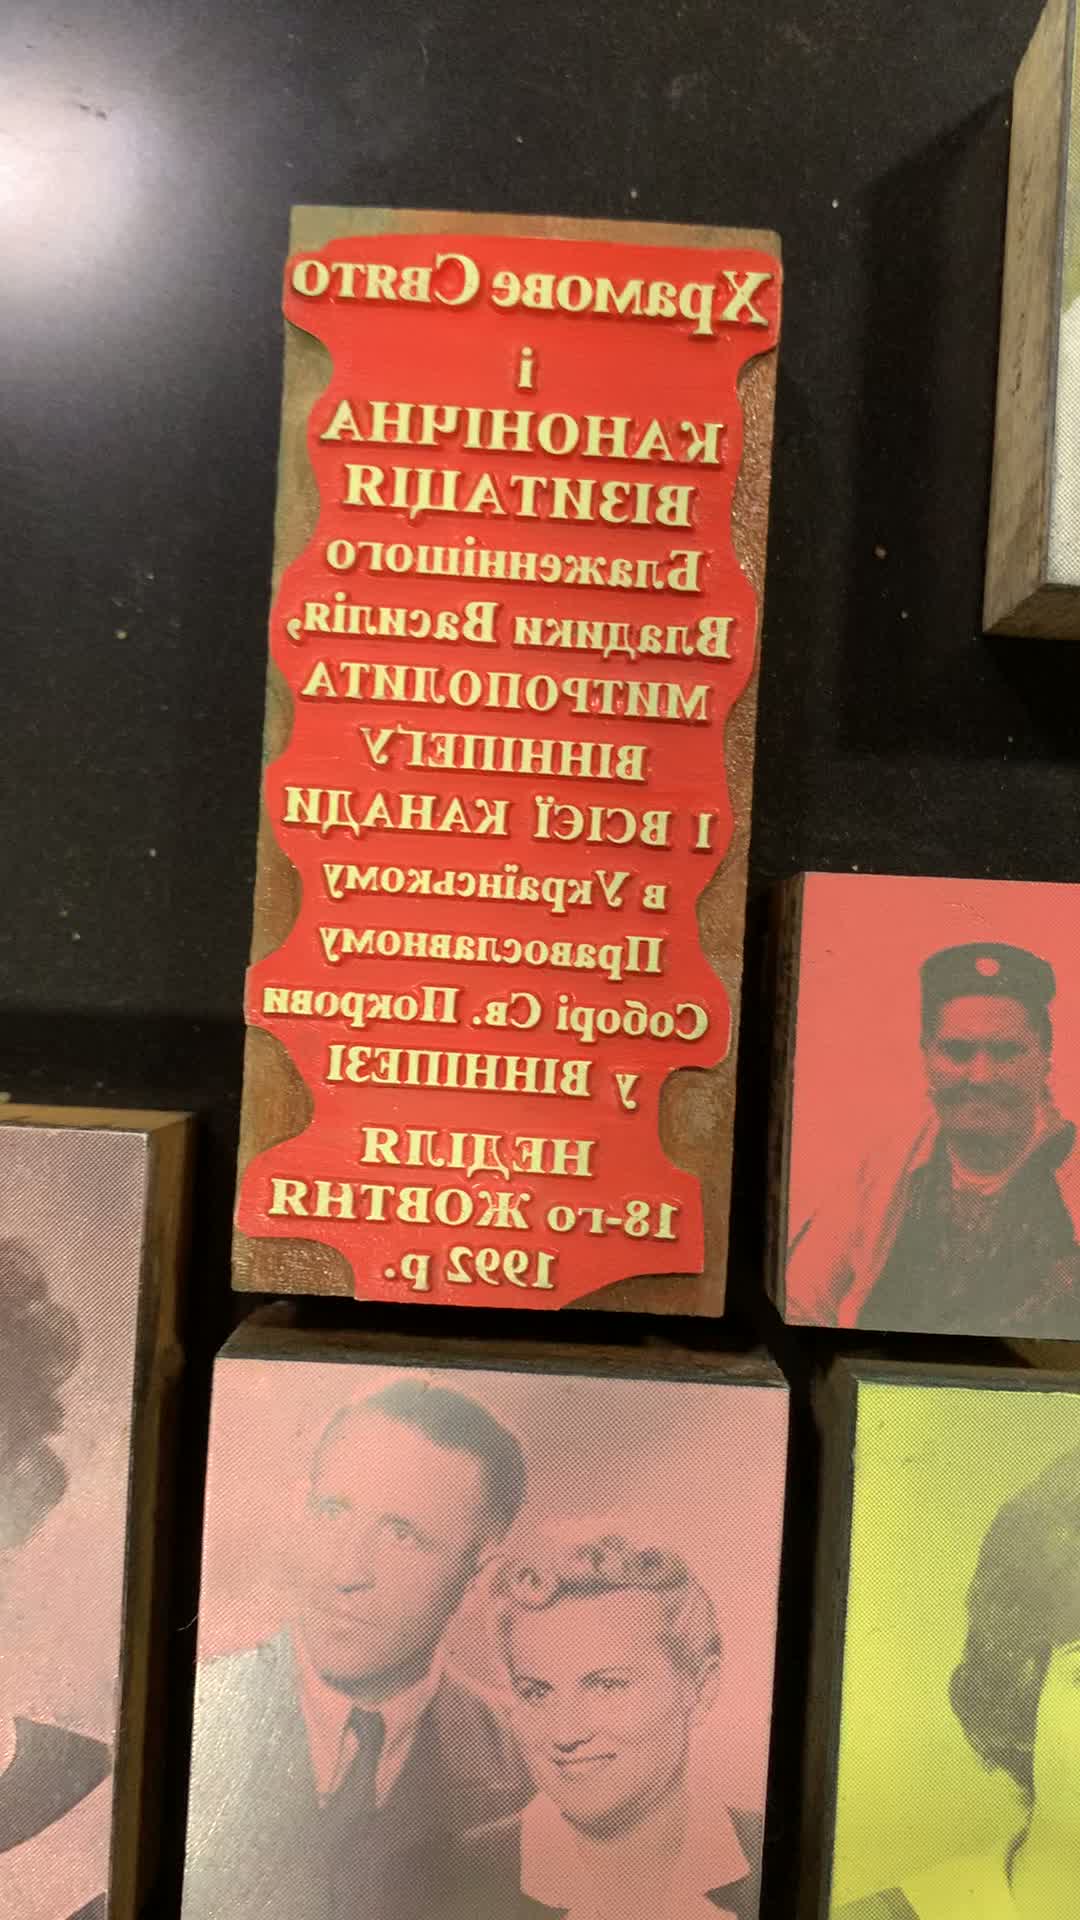 Храмове Свято
і
КАНОНІЧНА
ВІЗИТАЦІЯ
Блаженнішого
Владики Василія,
МИТРОПОЛИТА
ВІННІПЕҐУ
І ВСІЄЇ КАНАДИ
в Українському
Православному
Соборі Св. Покрови
у ВІННІПЕЗІ
НЕДІЛЯ
18-го ЖОВТНЯ
1992 р.